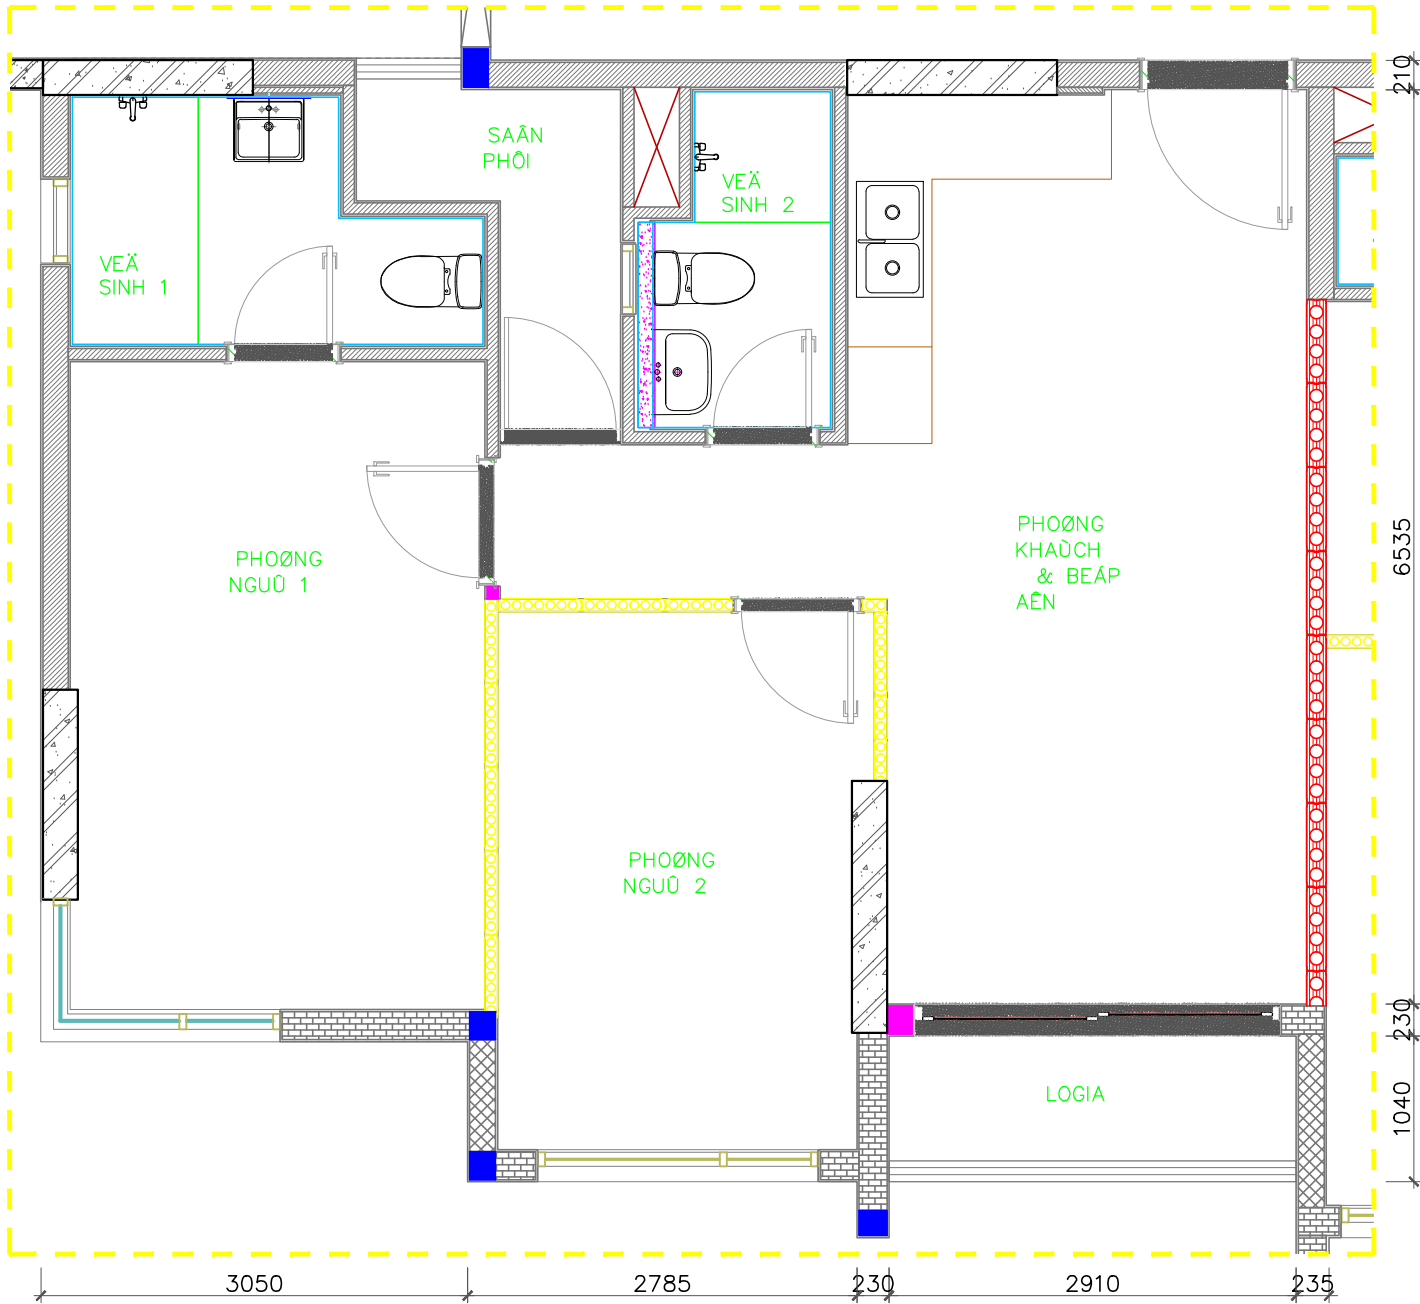 210
SAÂN
PHÔI
VEÄ
SINH 2
VEÄ
SINH 1
PHOØNG
KHAÙCH
& BEÁP
AÊN
6535
PHOØNG
NGUÛ 1
PHOØNG
NGUÛ 2
230
LOGIA
1040
3050
2785
230
2910
235